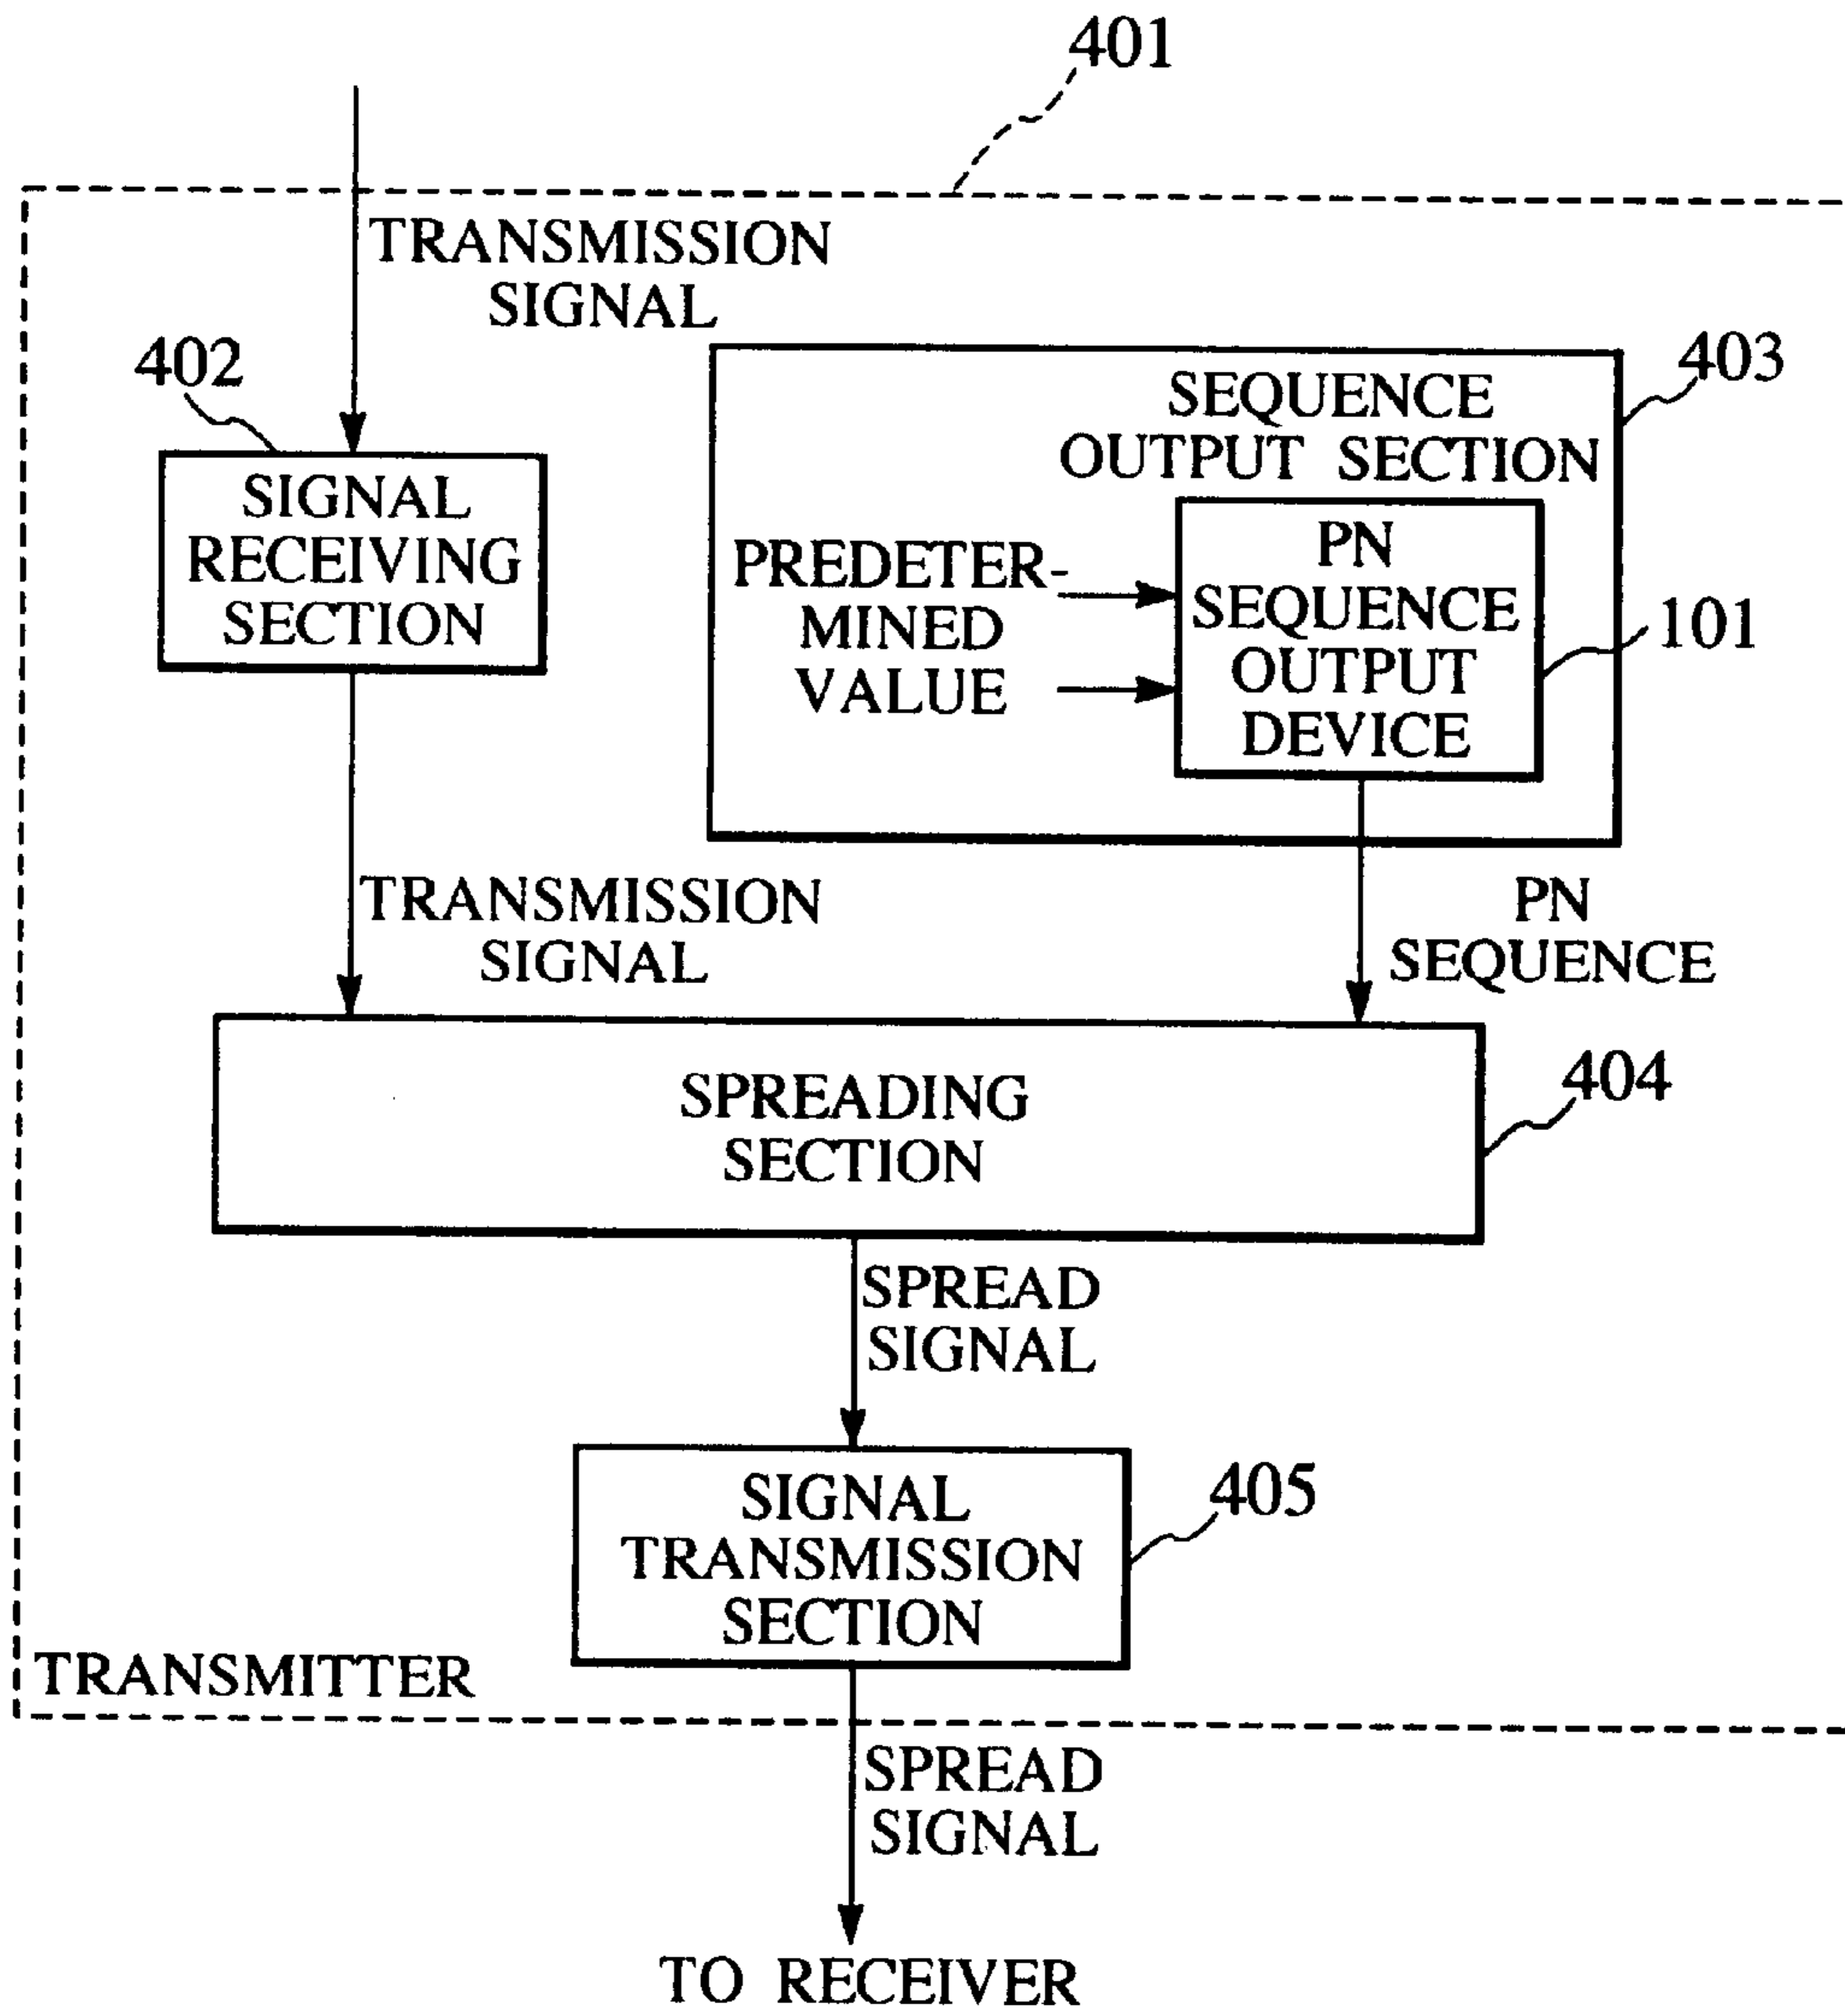 401
TRANSMISSION
SIGNAL
402
403
SEQUENCE
OUTPUT SECTION
SIGNAL
RECEIVING
SECTION
PREDETER-
MINED
VALUE
PN
SEQUENCE
OUTPUT
DEVICE
101
TRANSMISSION
SIGNAL
PN
SEQUENCE
SPREADING
SECTION
404
SPREAD
SIGNAL
SIGNAL
TRANSMISSION
SECTION
405
TRANSMITTER
SPREAD
SIGNAL
TO RECEIVER